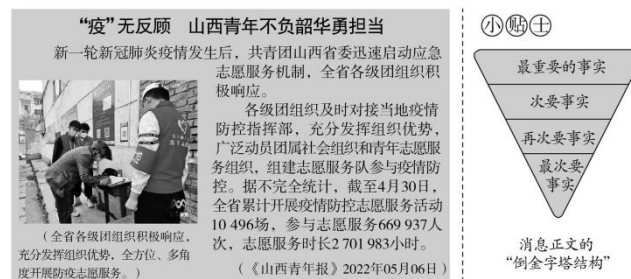 “疫”无反顾　山西青年不负韶华勇担当
新一轮新冠肺炎疫情发生后，共青团山西省委迅速启动应急
志愿服务机制，全省各级团组织积
极响应。
各级团组织及时对接当地疫情
防控指挥部，充分发挥组织优势，
广泛动员团属社会组织和青年志愿服
务组织，组建志愿服务队参与疫情防
控。据不完全统计，截至4月30日，
全省累计开展疫情防控志愿服务活动
10 496场，参与志愿服务669 937人
次，志愿服务时长2 701 983小时。
（《山西青年报》2022年05月06日）
（全省各级团组织积极响应，
充分发挥组织优势，全方位、多角
度开展防疫志愿服务。）
小贴士
最重要的事实
次要事实
再次要事实
最次要
事实
消息正文的
“倒金字塔结构”